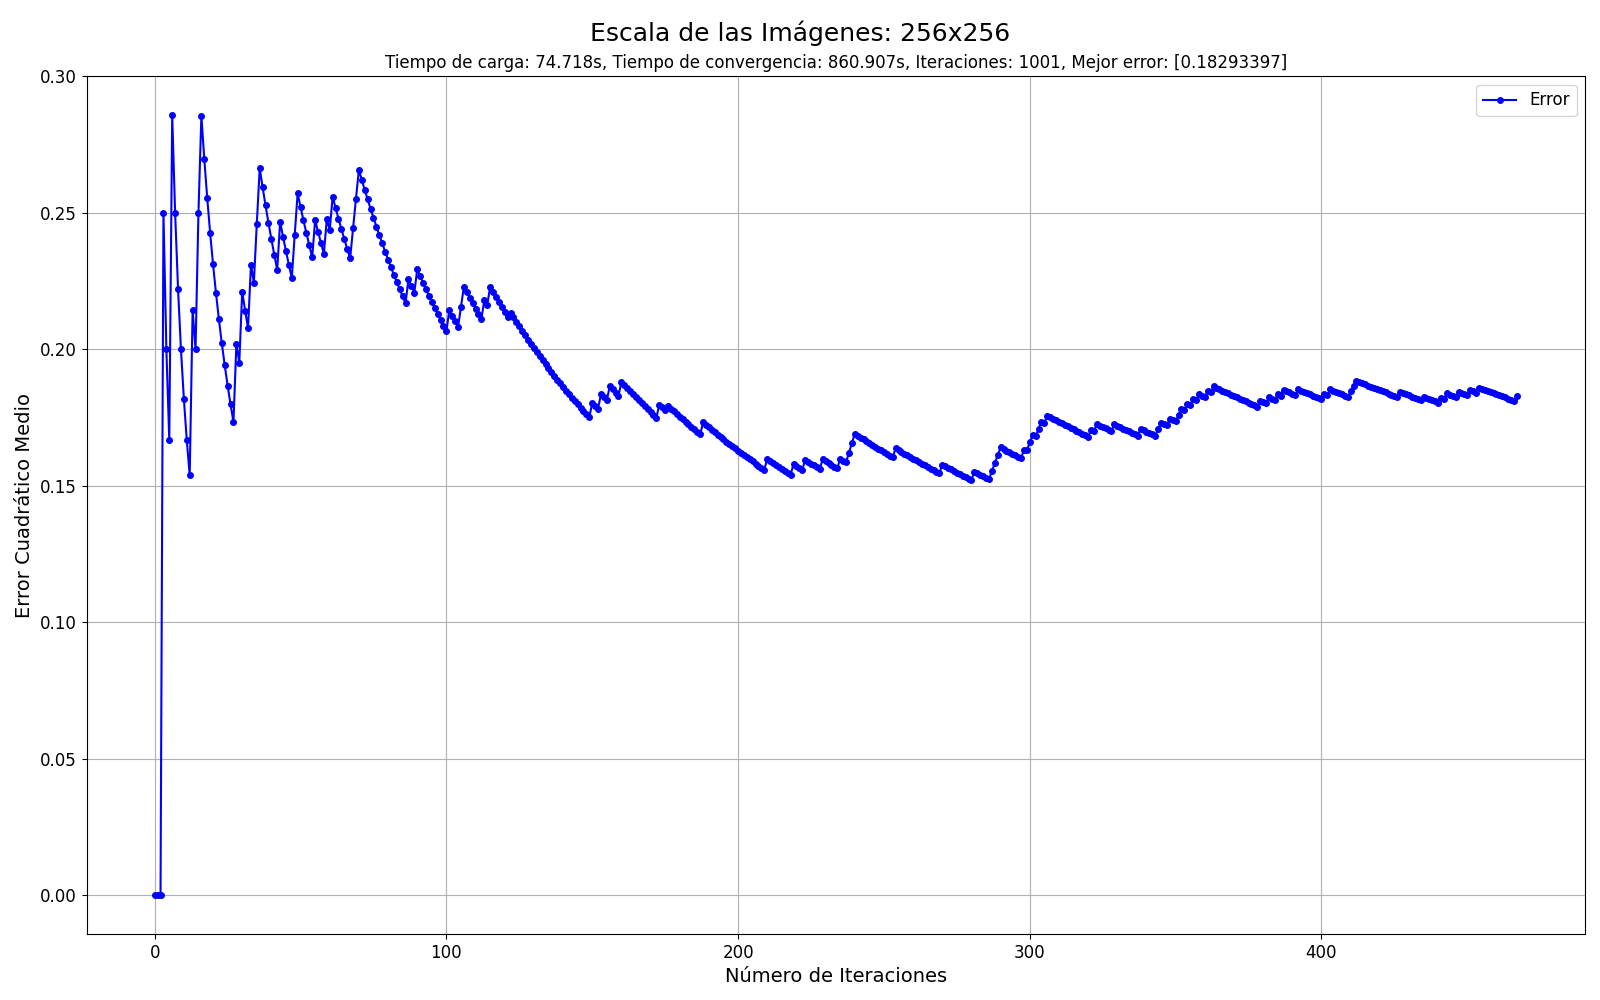 Escala de las Imágenes: 256x256
Tiempo de carga: 74.718s, Tiempo de convergencia: 860.907s, Iteraciones: 1001, Mejor error: [0.18293397]
Error
Error Cuadrático Medio
0.30
0.25
0.20
0.15
0.10
0.05
0.00
0 100 200 300 400
Número de Iteraciones